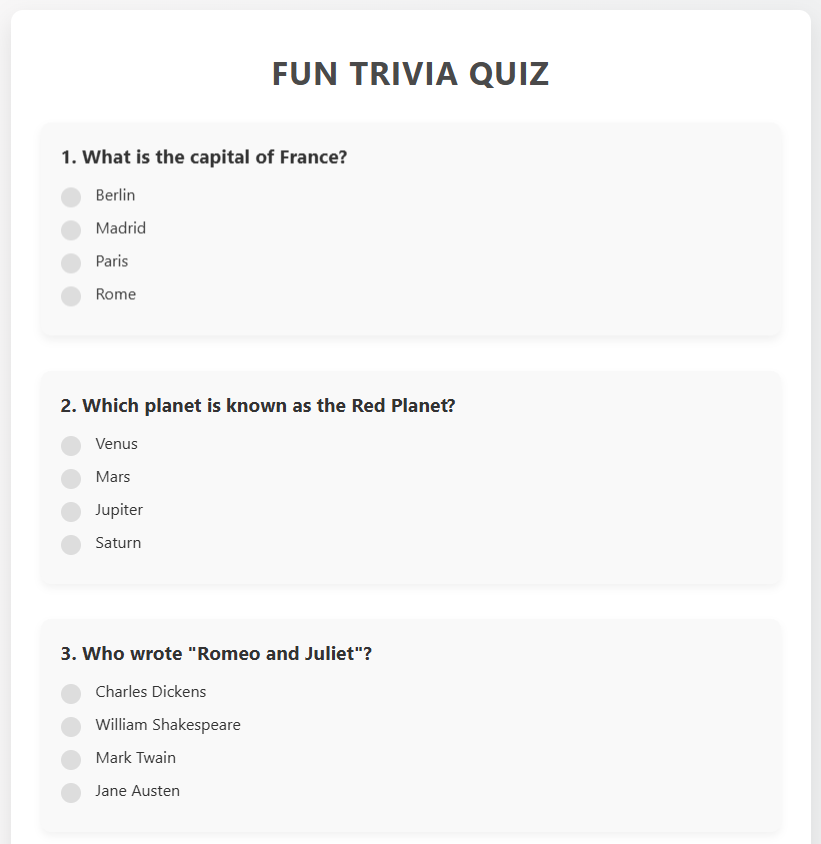 FUN TRIVIA QUIZ
1. What is the capital of France?
Berlin
Madrid
Paris
Rome
2. Which planet is known as the Red Planet?
Venus
Mars
Jupiter
Saturn
3. Who wrote "Romeo and Juliet"?
Charles Dickens
William Shakespeare
Mark Twain
Jane Austen